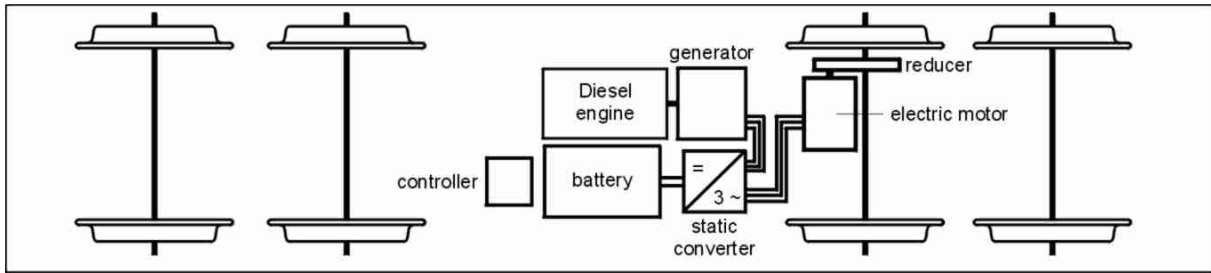 generator
reducer
Diesel
engine
electric motor
controller
battery
=
3 ~
static
converter